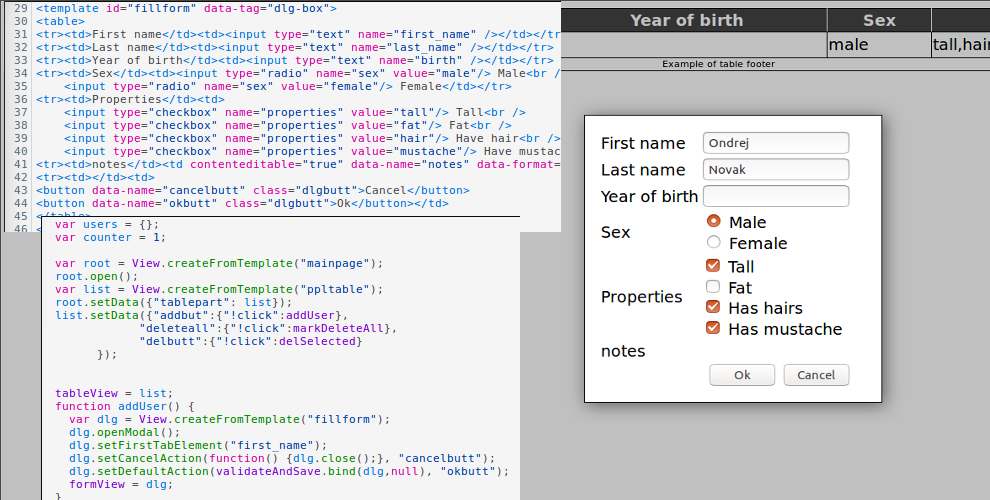 29 <template id="fillform" data-tag="dlg-box">
30 <table>
31 <tr><td>First name</td><td><input type="text" name="first_name" /></td></tr
32 <tr><td>Last name</td><td><input type="text" name="last_name" /></td></tr>
33 <tr><td>Year of birth</td><td><input type="text" name="birth" /></td></tr>
34 <tr><td>Sex</td><td><input type="radio" name="sex" value="male"/> Male<br /
35 <input type="radio" name="sex" value="female"/> Female</td></tr>
36 <tr><td>Properties</td><td>
37 <input type="checkbox" name="properties" value="tall"/> Tall<br />
38 <input type="checkbox" name="properties" value="fat"/> Fat<br />
39 <input type="checkbox" name="properties" value="hair"/> Have hair<br />
40 <input type="checkbox" name="properties" value="mustache"/> Have mustac
41 <tr><td>notes</td><td contenteditable="true" data-name="notes" data-format=
42 <tr><td></td><td>
43 <button data-name="cancelbutt" class="dlgbutt">Cancel</button>
44 <button data-name="okbutt" class="dlgbutt">Ok</button></td>
45 </table>
46 <
var users = {};
var counter = 1;
var root = View.createFromTemplate("mainpage");
root.open();
var list = View.createFromTemplate("ppltable");
root.setData({"tablepart": list});
list.setData({"addbut":{"!click":addUser},
"deleteall":{"!click":markDeleteAll},
"delbutt":{"!click":delSelected}
});
tableView = list;
function addUser() {
var dlg = View.createFromTemplate("fillform");
dlg.openModal();
dlg.setFirstTabElement("first_name");
dlg.setCancelAction(function() {dlg.close();}, "cancelbutt");
dlg.setDefaultAction(validateAndSave.bind(dlg,null), "okbutt");
formView = dlg;
}
Year of birth Sex
male tall,hair
Example of table footer
First name Ondrej
Last name Novak
Year of birth
Sex
Male
Female
Properties
Tall
Fat
Has hairs
Has mustache
notes
Ok Cancel